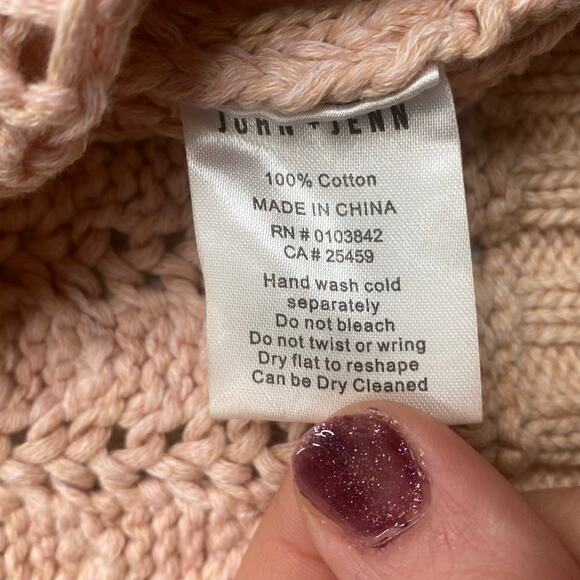 JOHN + JENN
100% Cotton
MADE IN CHINA
RN # 0103842
CA # 25459
Hand wash cold
separately
Do not bleach
Do not twist or wring
Dry flat to reshape
Can be Dry Cleaned